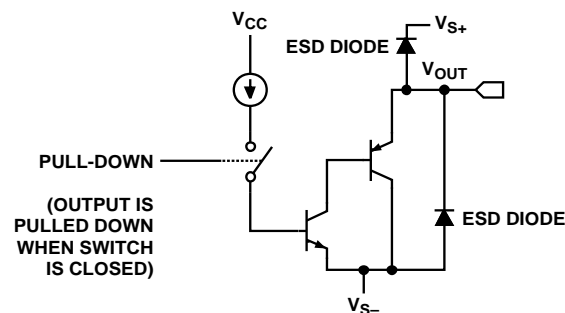 VCC
VS+
ESD DIODE
VOUT
PULL-DOWN
(OUTPUT IS
PULLED DOWN
WHEN SWITCH
IS CLOSED)
ESD DIODE
VS–